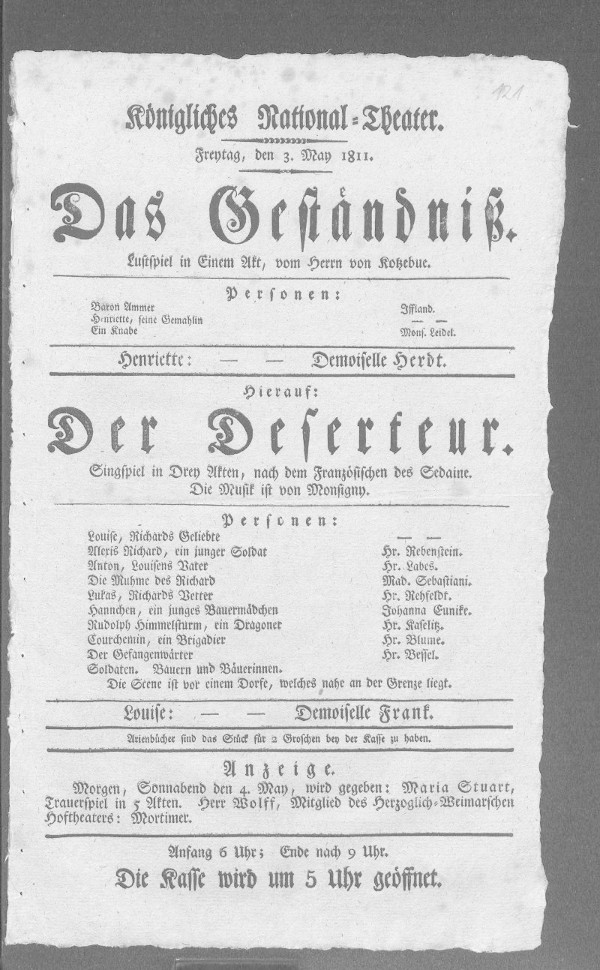 121
Königliches National-Theater.
Freytag, den 3. May 1811.
Das Geständniß.
Lustspiel in Einem Akt, vom Herrn von Kotzebue.
Personen:
Baron Ammer Iffland.
Henriette, seine Gemahlin — —
Ein Knabe Mons. Leidel.
Henriette: — — Demoiselle Herdt.
Hierauf:
Der Deserteur.
Singspiel in Drey Akten, nach dem Französischen des Sedaine.
Die Musik ist von Monsigny.
Personen:
Louise, Richards Geliebte — —
Alexis Richard, ein junger Soldat Hr. Rebenstein.
Anton, Louisens Vater Hr. Labes.
Die Muhme des Richard Mad. Sebastiani.
Lukas, Richards Vetter Hr. Rehfeldt.
Hannchen, ein junges Bauermädchen Johanna Eunike.
Rudolph Himmelsturm, ein Dragoner Hr. Kaselitz.
Courchemin, ein Brigadier Hr. Blume.
Der Gefangenwärter Hr. Bessel.
Soldaten. Bauern und Bäuerinnen.
Die Scene ist vor einem Dorfe, welches nahe an der Grenze liegt.
Louise: — — Demoiselle Frank.
Arienbücher sind das Stück für 2 Groschen bey der Kasse zu haben.
Anzeige.
Morgen, Sonnabend den 4. May, wird gegeben: Maria Stuart,
Trauerspiel in 5 Akten. Herr Wolff, Mitglied des Herzoglich-Weimarschen
Hoftheaters: Mortimer.
Anfang 6 Uhr; Ende nach 9 Uhr.
Die Kasse wird um 5 Uhr geöffnet.